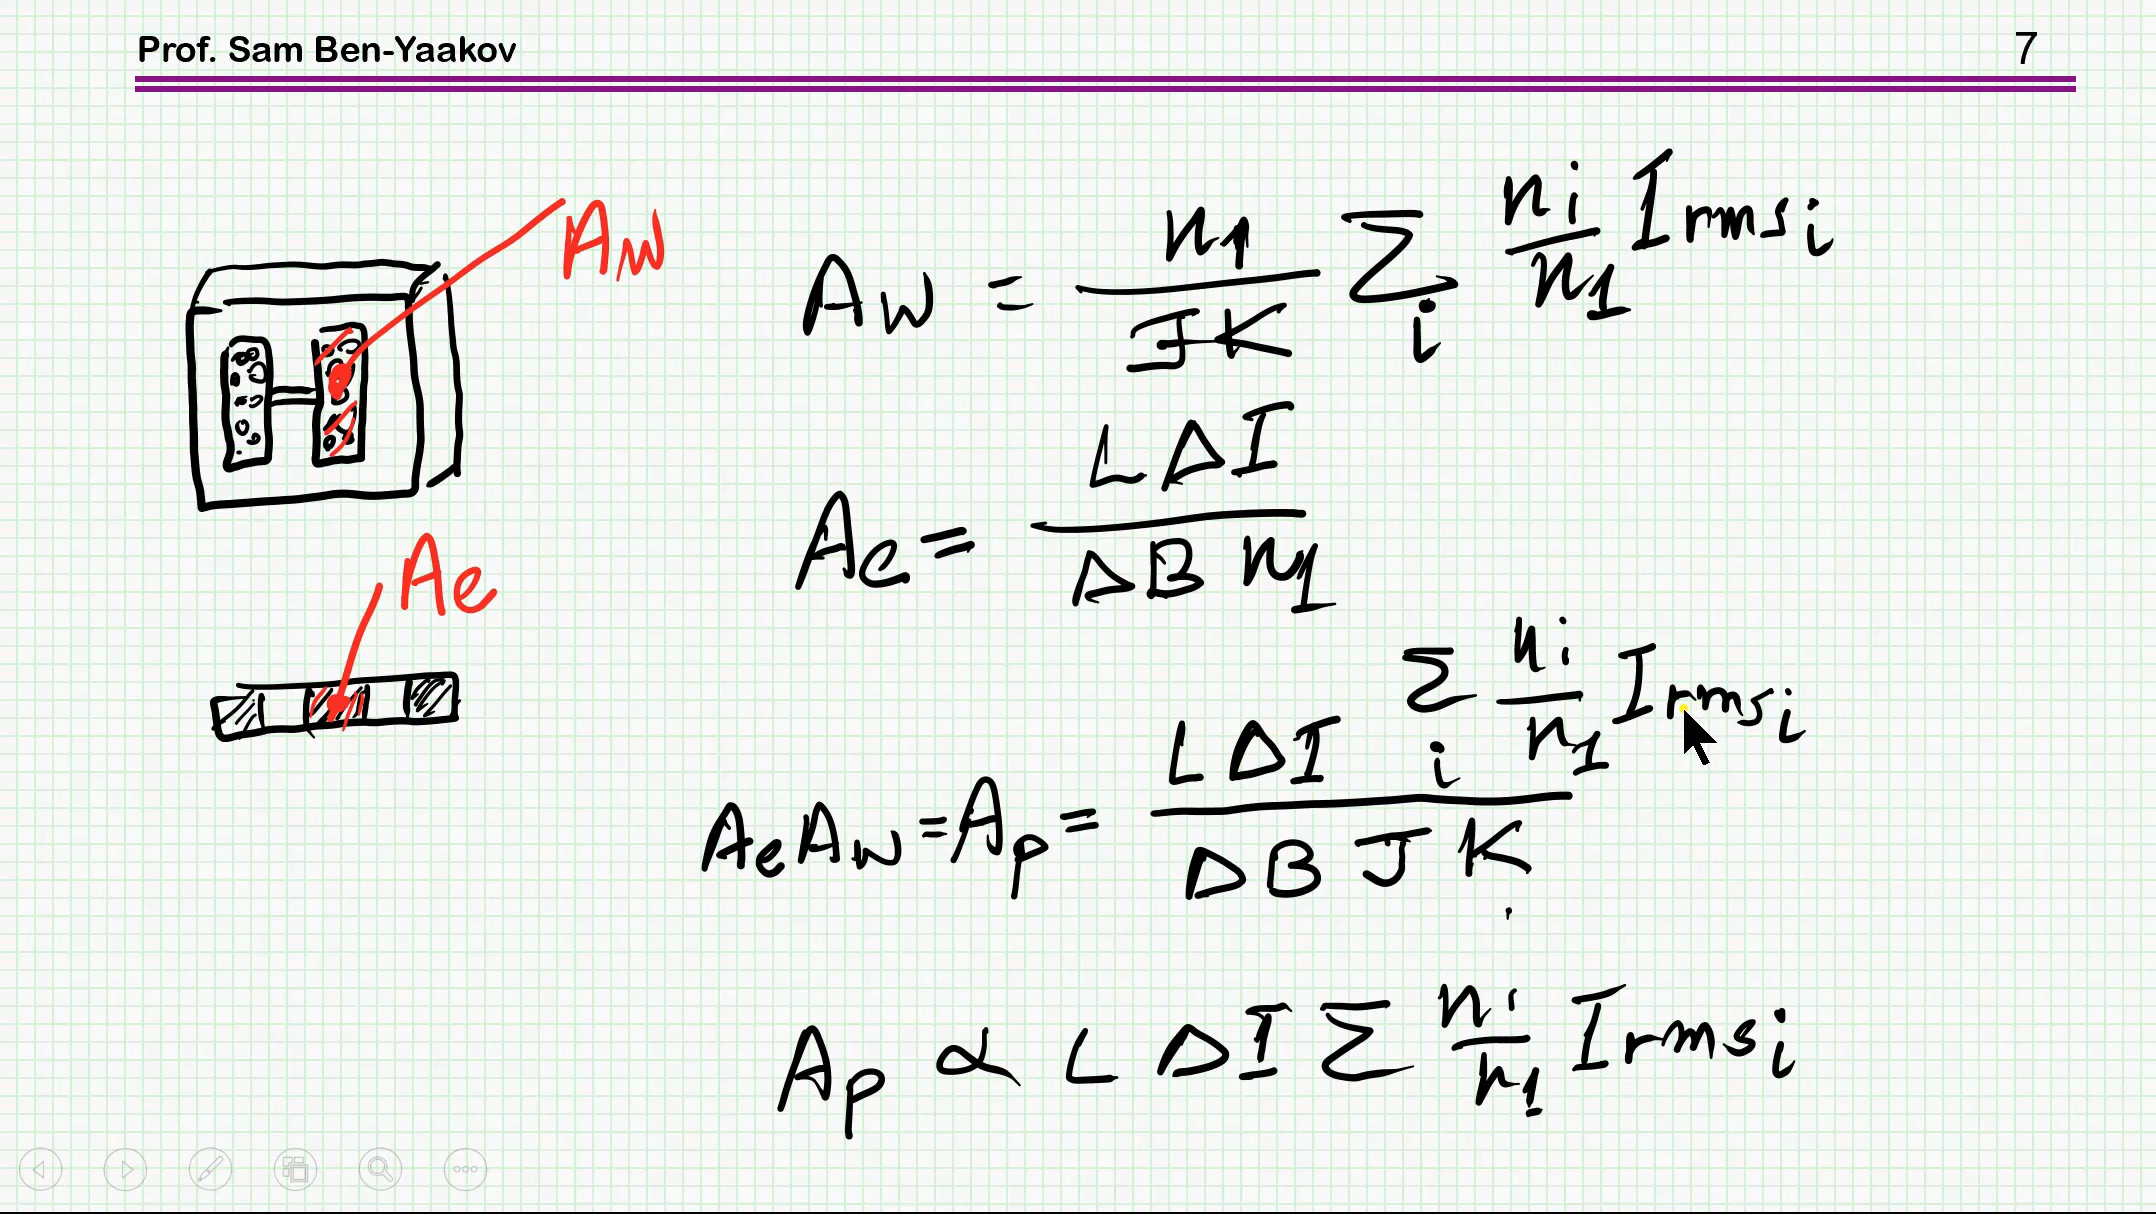 Prof. Sam Ben-Yaakov
7
Aw
Aw = n1 / JK Σi ni/n1 Irmsi
Ae = LΔI / ΔB n1
Ae
AeAw = Ap = LΔI Σi ni/n1 Irmsi / ΔB J K
Ap ∝ L ΔI Σ ni/n1 Irmsi